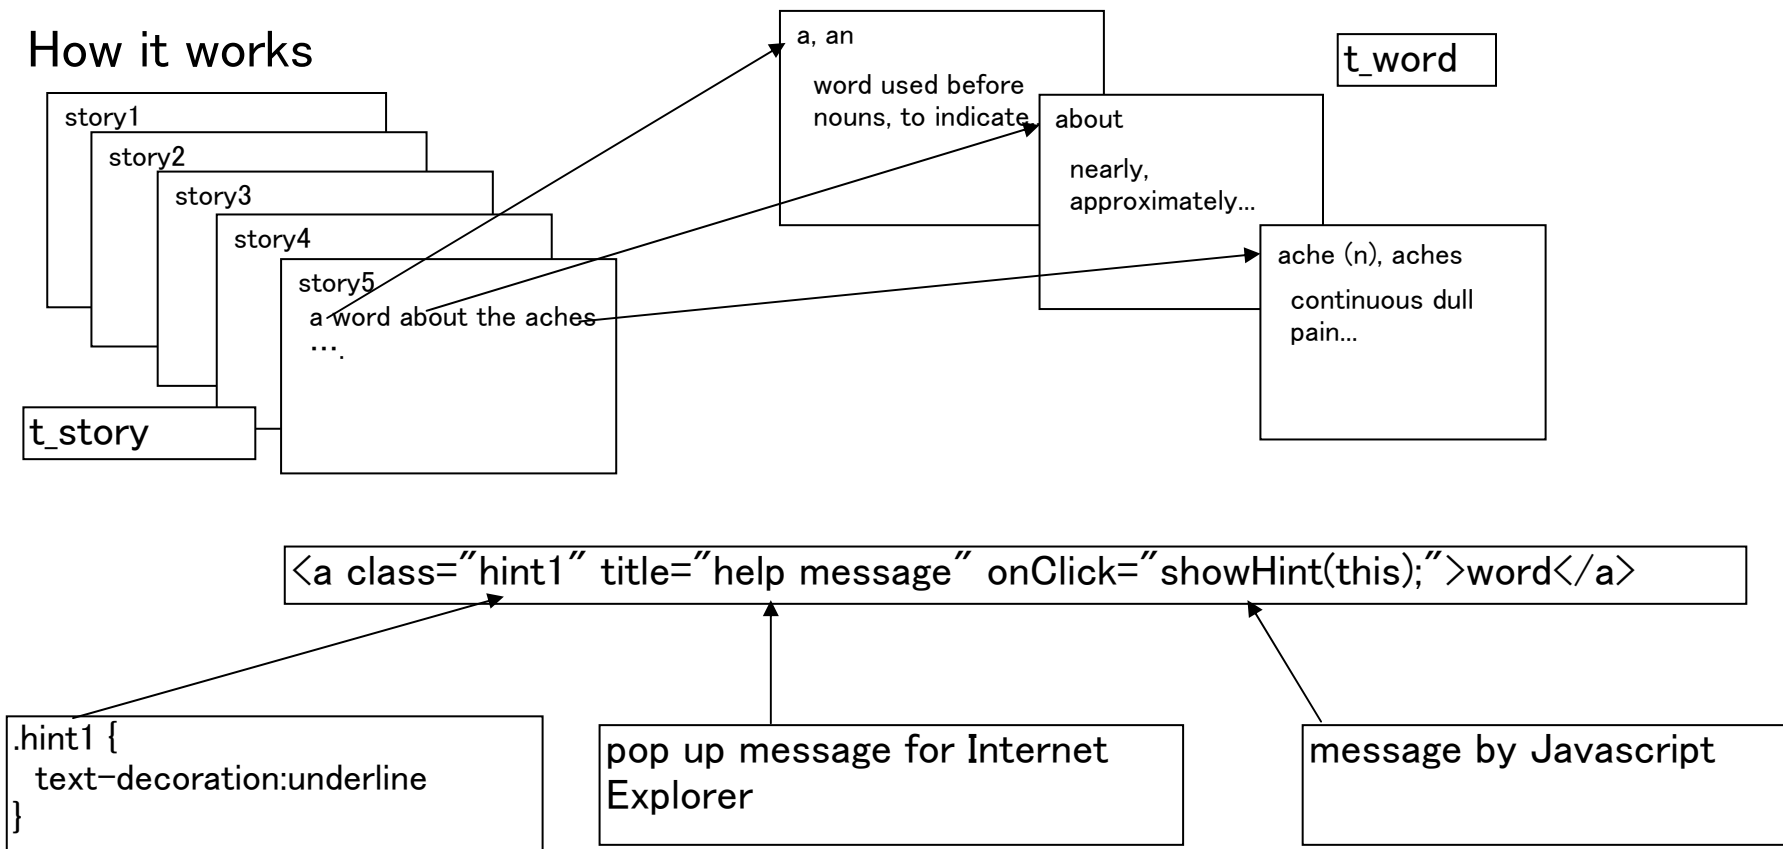 How it works
story1
story2
story3
story4
story5
a word about the aches
….
t_story
a, an
word used before
nouns, to indicate
about
nearly,
approximately...
ache (n), aches
continuous dull
pain...
t_word
<a class="hint1" title="help message" onClick="showHint(this);">word</a>
.hint1 {
text-decoration:underline
}
pop up message for Internet
Explorer
message by Javascript